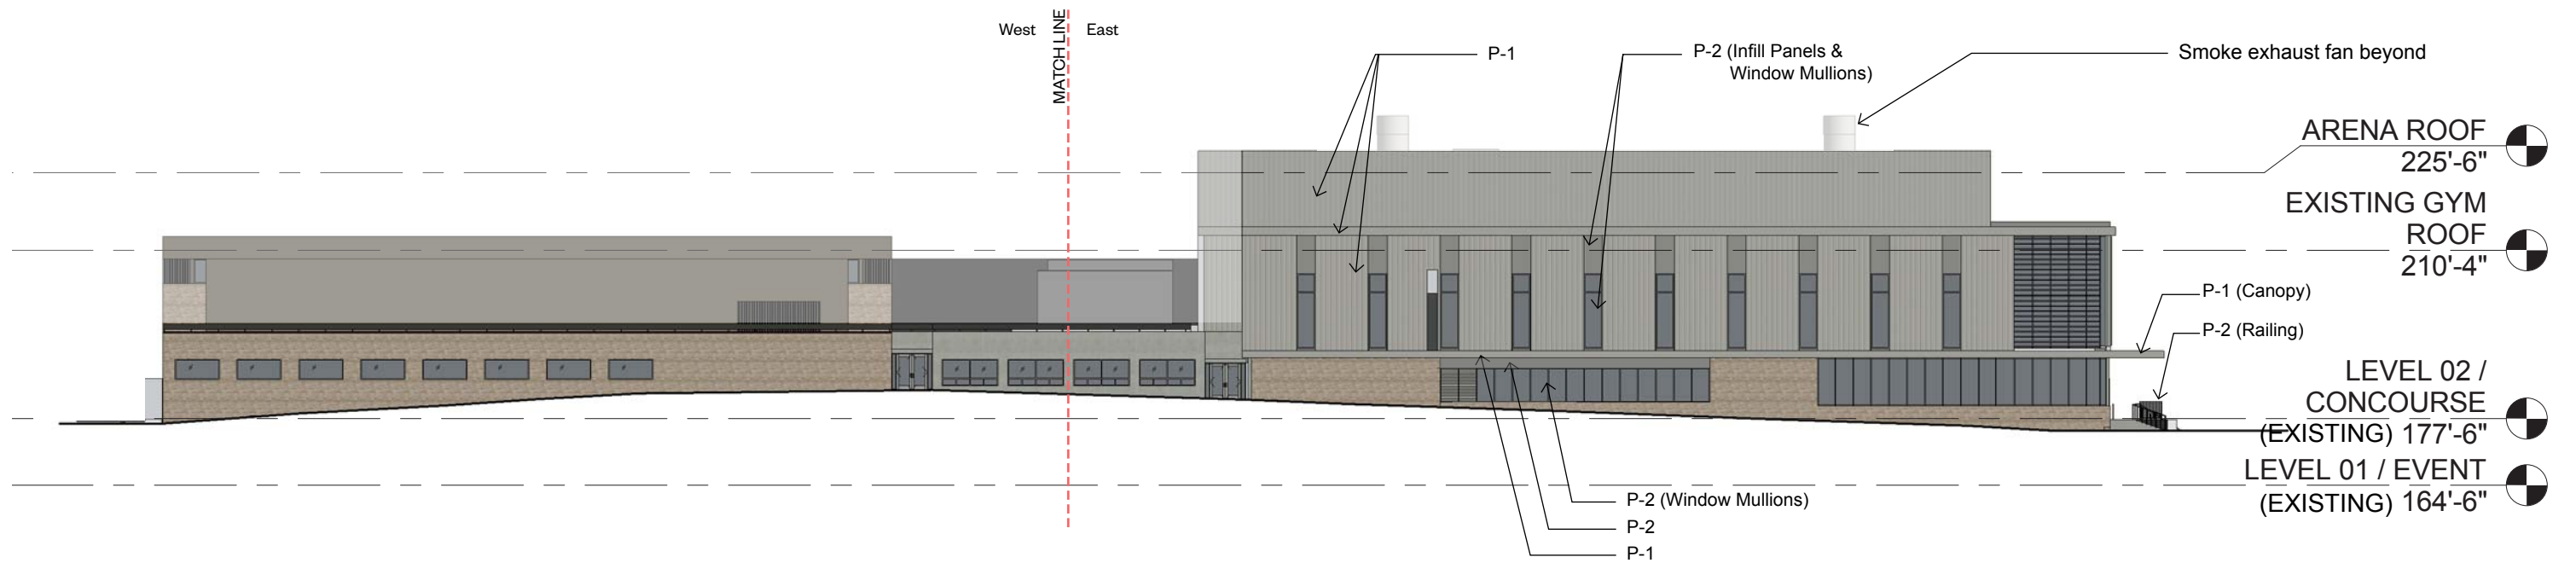 West
MATCH LINE
East
P-1
P-2 (Infill Panels &
Window Mullions)
Smoke exhaust fan beyond
ARENA ROOF
225'-6"
EXISTING GYM
ROOF
210'-4"
P-1 (Canopy)
P-2 (Railing)
LEVEL 02 /
CONCOURSE
(EXISTING) 177'-6"
LEVEL 01 / EVENT
(EXISTING) 164'-6"
P-2 (Window Mullions)
P-2
P-1